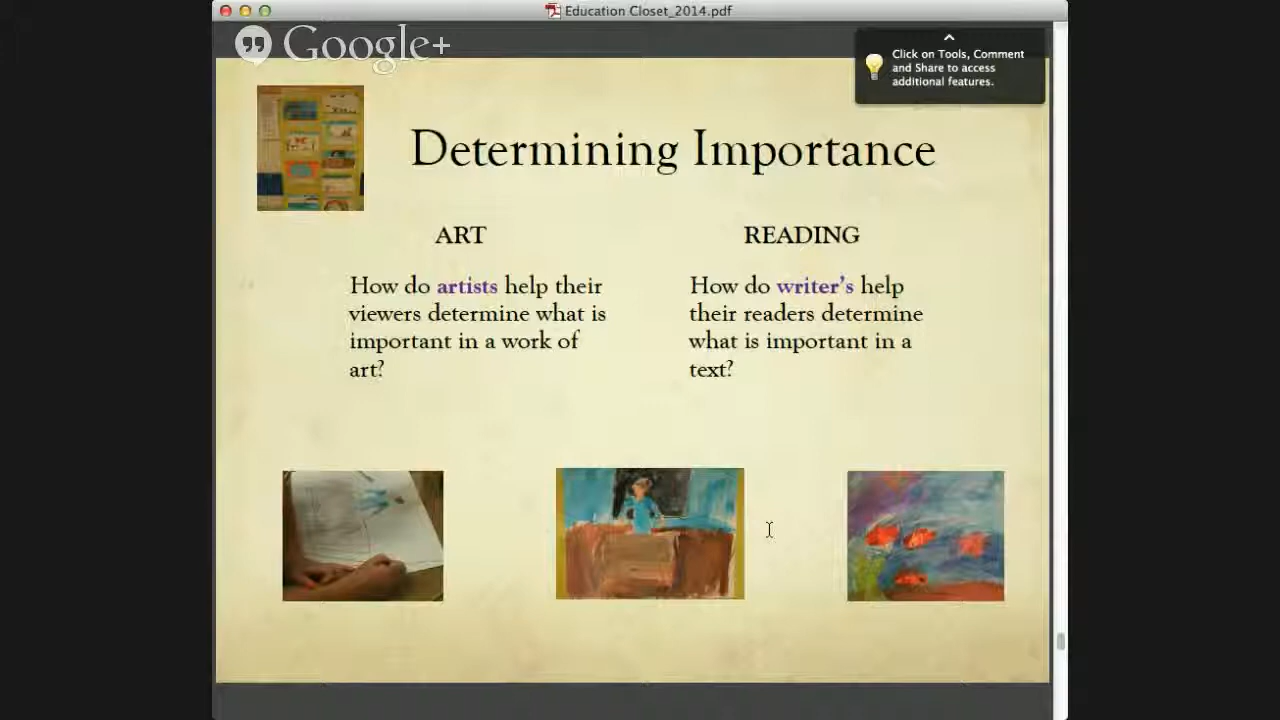 Education Closet_2014.pdf
Google+
Click on Tools, Comment
and Share to access
additional features.
Determining Importance
ART
How do artists help their
viewers determine what is
important in a work of
art?
READING
How do writer's help
their readers determine
what is important in a
text?